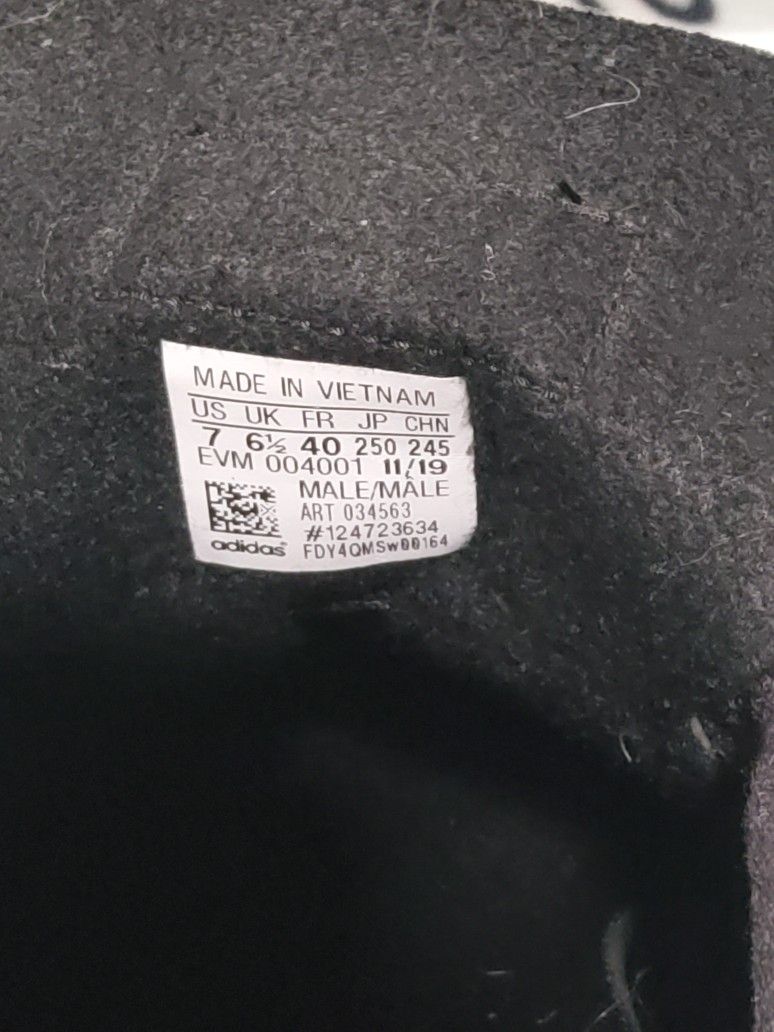 MADE IN VIETNAM
US UK FR JP CHN
7 6½ 40 250 245
EVM 004001 11/19
MALE/MÂLE
ART 034563
#124723634
adidas® FDY4QMSw00164